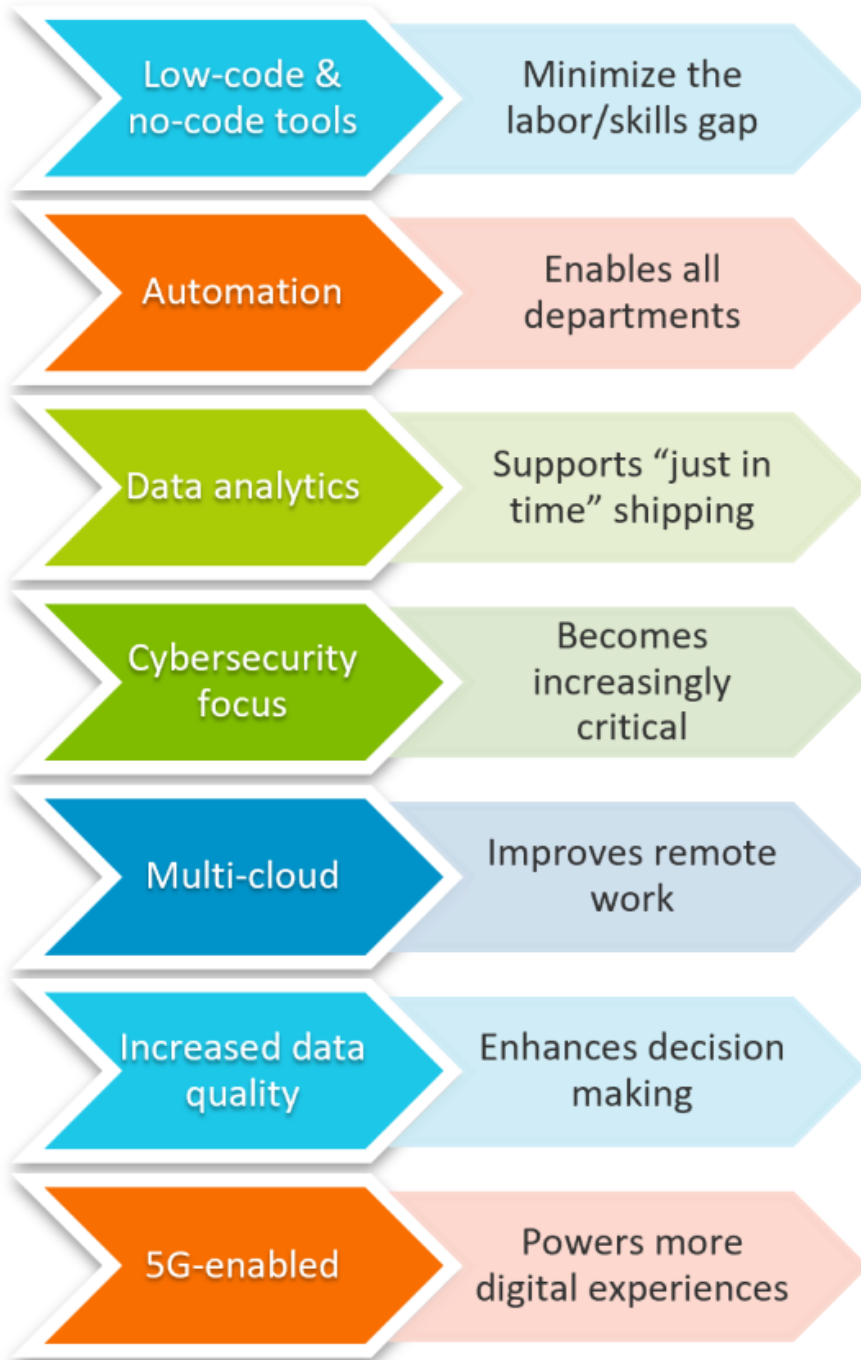 Low-code &
no-code tools
Minimize the
labor/skills gap
Automation
Enables all
departments
Data analytics
Supports “just in
time” shipping
Cybersecurity
focus
Becomes
increasingly
critical
Multi-cloud
Improves remote
work
Increased data
quality
Enhances decision
making
5G-enabled
Powers more
digital experiences